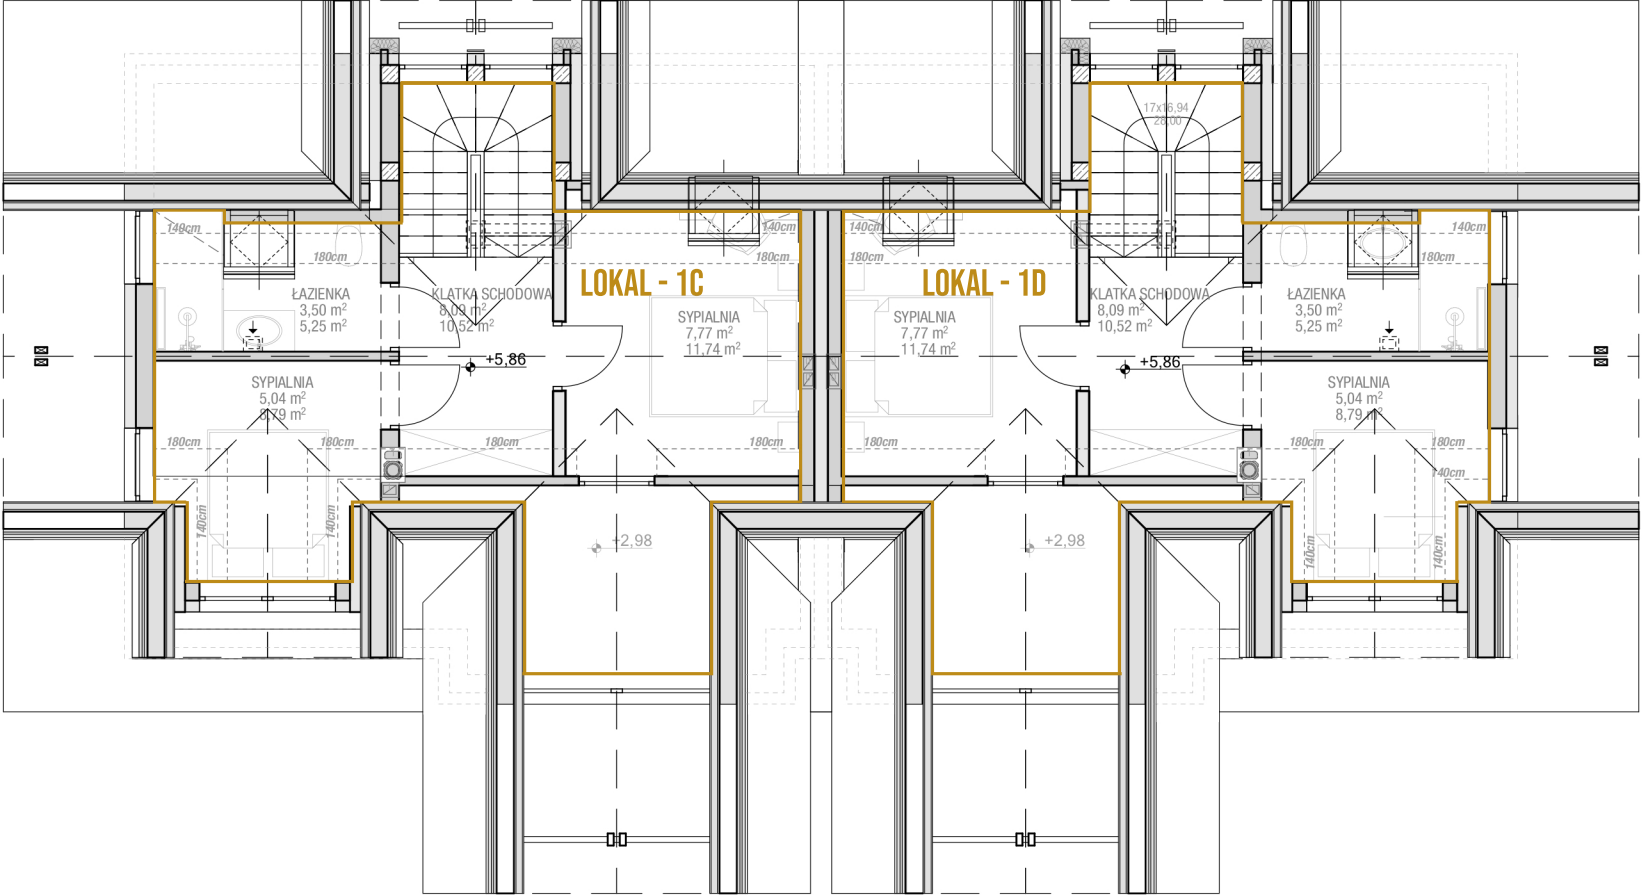 17x16,94
28,00
140cm
140cm
140cm
140cm
180cm
180cm
180cm
180cm
LOKAL - 1C
LOKAL - 1D
ŁAZIENKA
3,50 m²
5,25 m²
KLATKA SCHODOWA
8,09 m²
10,52 m²
SYPIALNIA
7,77 m²
11,74 m²
SYPIALNIA
7,77 m²
11,74 m²
KLATKA SCHODOWA
8,09 m²
10,52 m²
ŁAZIENKA
3,50 m²
5,25 m²
+5,86
+5,86
SYPIALNIA
5,04 m²
8,79 m²
SYPIALNIA
5,04 m²
8,79 m²
180cm
180cm
180cm
180cm
180cm
180cm
180cm
140cm
140cm
140cm
+2,98
+2,98
140cm
140cm